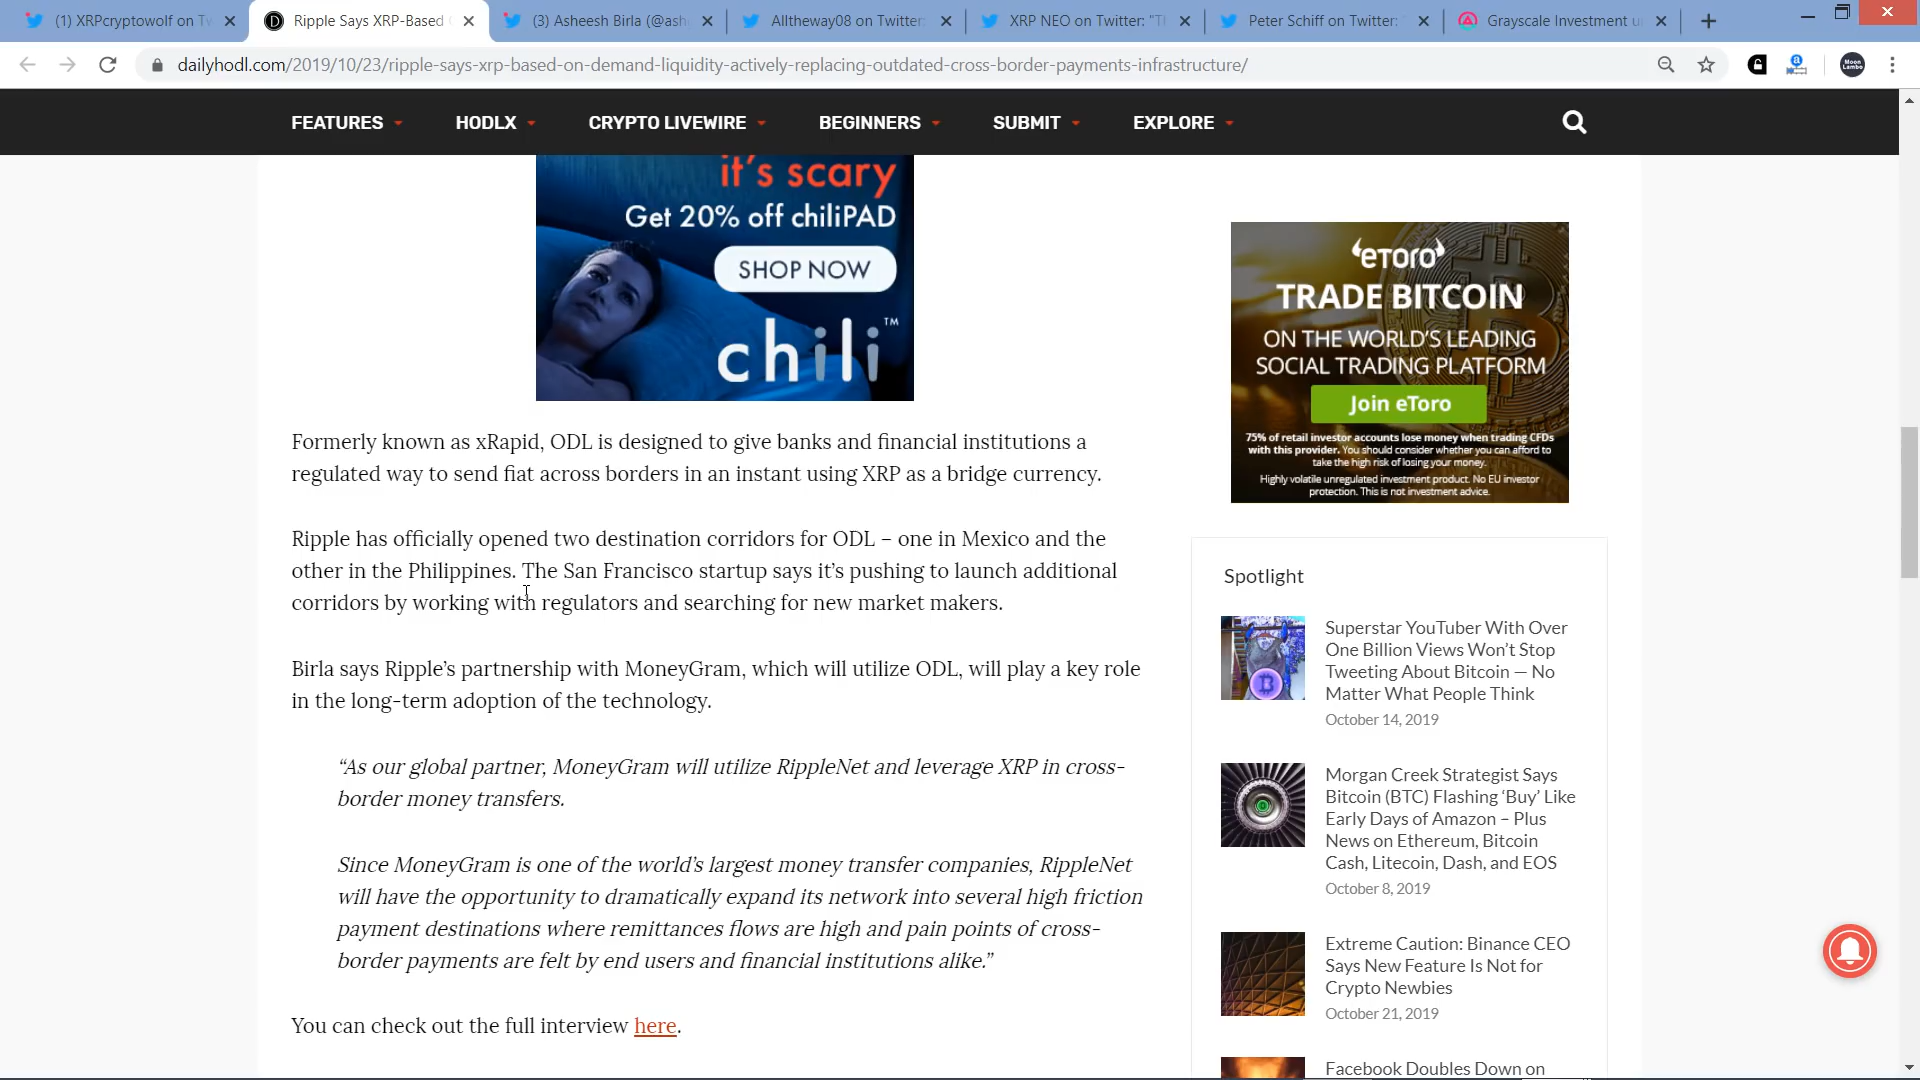 (1) XRPcryptowolf on Tw
Ripple Says XRP-Based
(3) Asheesh Birla (@ash
Alltheway08 on Twitter:
XRP NEO on Twitter: "Th
Peter Schiff on Twitter:
Grayscale Investment u
dailyhodl.com/2019/10/23/ripple-says-xrp-based-on-demand-liquidity-actively-replacing-outdated-cross-border-payments-infrastructure/
Moon
Lambo
FEATURES HODLX CRYPTO LIVEWIRE BEGINNERS SUBMIT EXPLORE
it's scary
Get 20% off chiliPAD
SHOP NOW
chili™
eToro
TRADE BITCOIN
ON THE WORLD'S LEADING
SOCIAL TRADING PLATFORM
Join eToro
75% of retail investor accounts lose money when trading CFDs
with this provider. You should consider whether you can afford to
take the high risk of losing your money.
Highly volatile unregulated investment product. No EU investor
protection. This is not investment advice.
Formerly known as xRapid, ODL is designed to give banks and financial institutions a
regulated way to send fiat across borders in an instant using XRP as a bridge currency.
Ripple has officially opened two destination corridors for ODL – one in Mexico and the
other in the Philippines. The San Francisco startup says it's pushing to launch additional
corridors by working with regulators and searching for new market makers.
Birla says Ripple's partnership with MoneyGram, which will utilize ODL, will play a key role
in the long-term adoption of the technology.
“As our global partner, MoneyGram will utilize RippleNet and leverage XRP in cross-
border money transfers.
Since MoneyGram is one of the world's largest money transfer companies, RippleNet
will have the opportunity to dramatically expand its network into several high friction
payment destinations where remittances flows are high and pain points of cross-
border payments are felt by end users and financial institutions alike.”
You can check out the full interview here.
Spotlight
Superstar YouTuber With Over
One Billion Views Won't Stop
Tweeting About Bitcoin — No
Matter What People Think
October 14, 2019
Morgan Creek Strategist Says
Bitcoin (BTC) Flashing ‘Buy’ Like
Early Days of Amazon – Plus
News on Ethereum, Bitcoin
Cash, Litecoin, Dash, and EOS
October 8, 2019
Extreme Caution: Binance CEO
Says New Feature Is Not for
Crypto Newbies
October 21, 2019
Facebook Doubles Down on